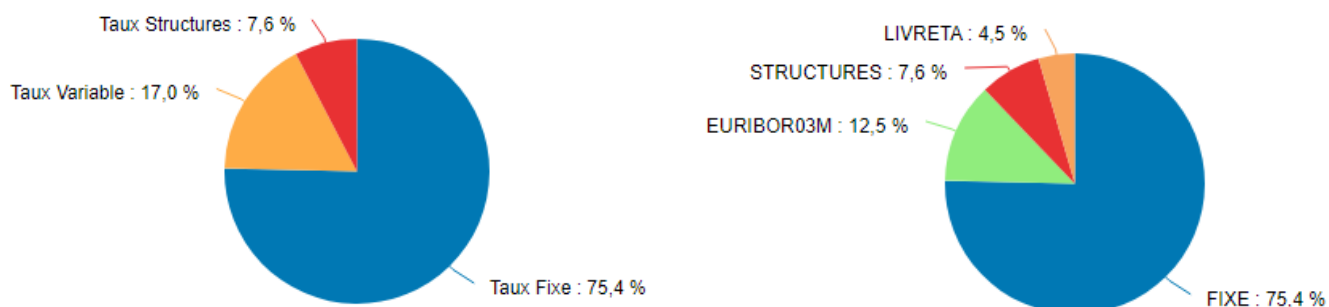 Taux Structures : 7,6 %
Taux Variable : 17,0 %
Taux Fixe : 75,4 %
LIVRETA : 4,5 %
STRUCTURES : 7,6 %
EURIBOR03M : 12,5 %
FIXE : 75,4 %